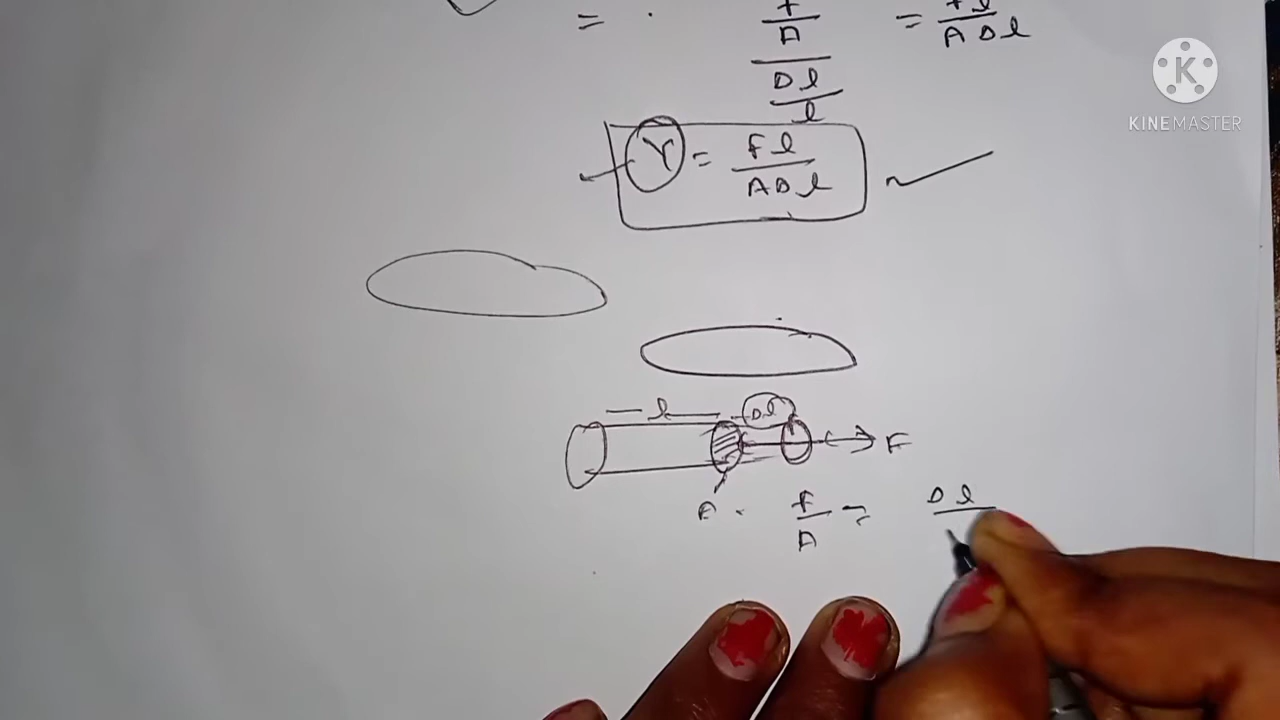 = F/A / Δl/l = Fl/AΔl
KINEMASTER
Y = Fl/AΔl
l Δl
F
A F/A = Δl